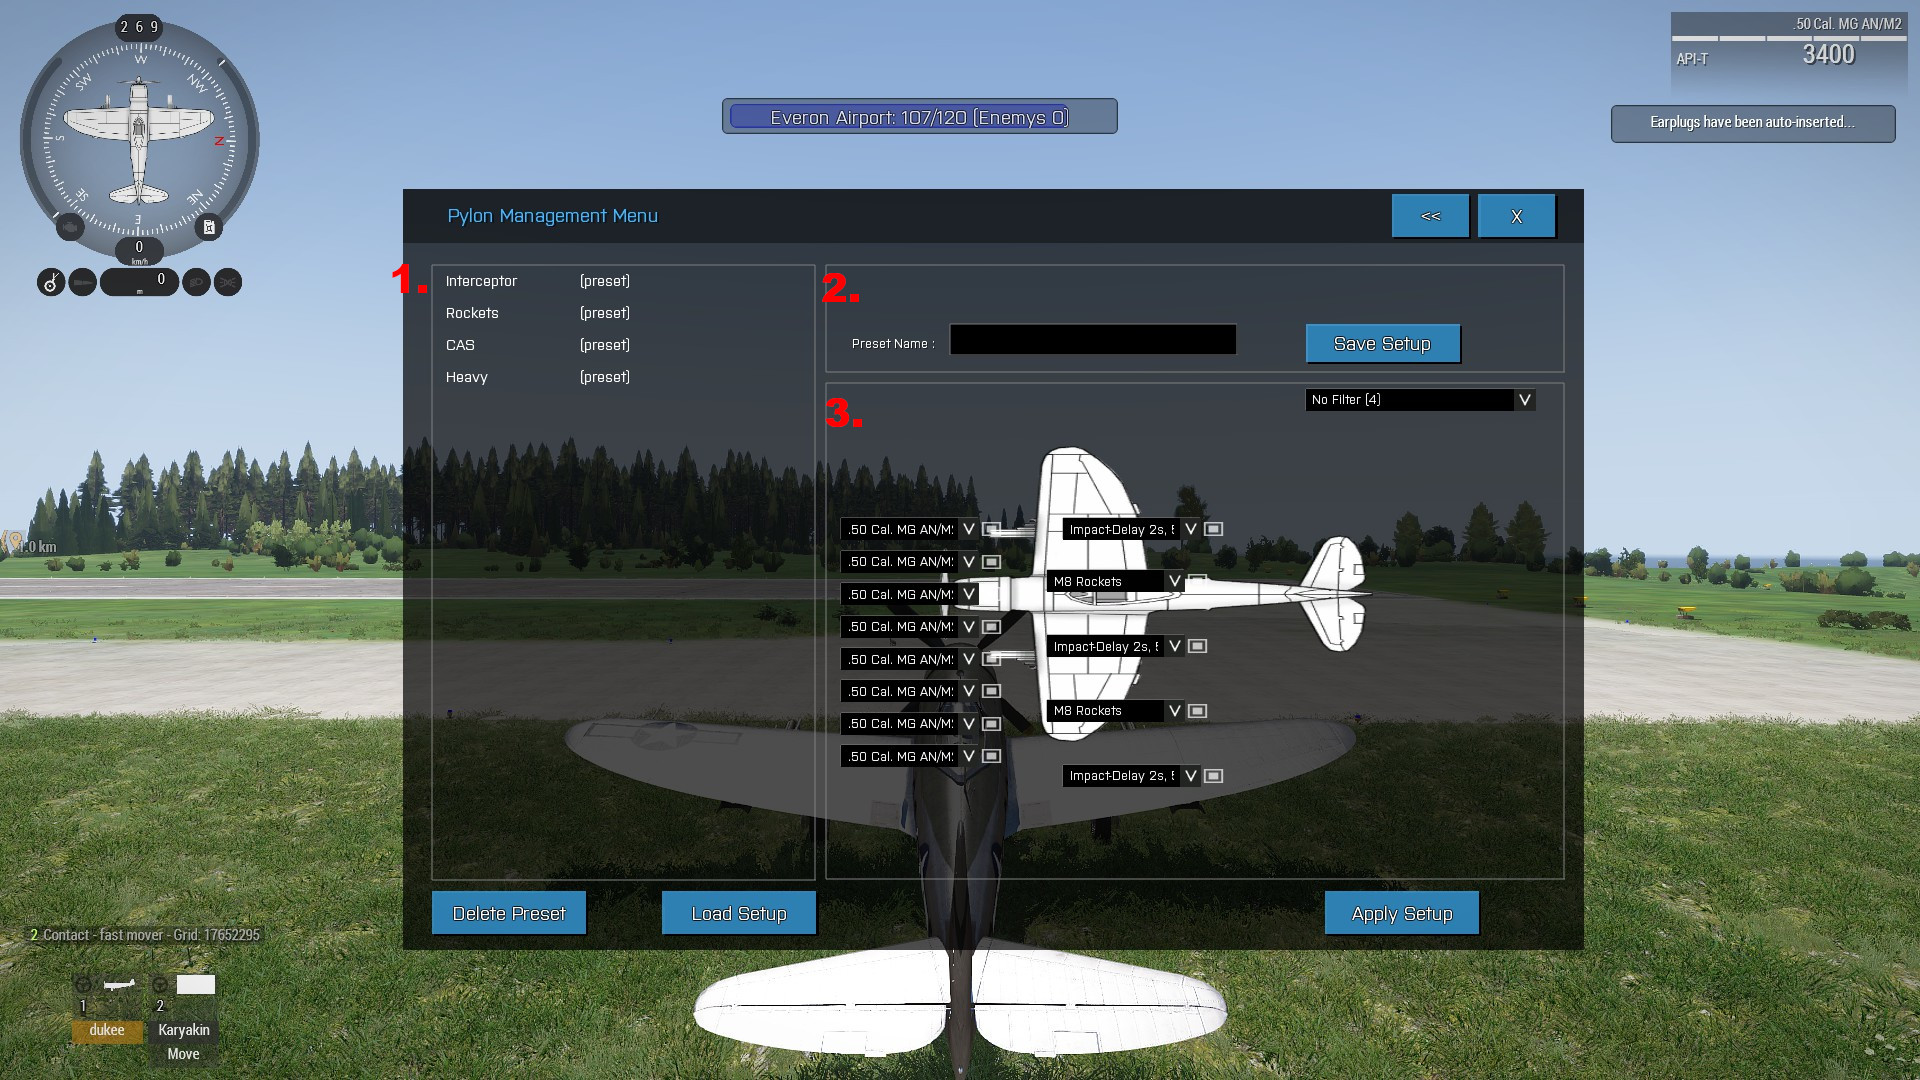 2 6 9
W
SW
NW
S
Z
SE
NE
E
0
km/h
0
m
Everon Airport: 107/120 (Enemys 0)
.50 Cal. MG AN/M2
API-T
3400
Earplugs have been auto-inserted...
Pylon Management Menu
<<
X
1.
Interceptor (preset)
Rockets (preset)
CAS (preset)
Heavy (preset)
2.
Preset Name :
Save Setup
3.
No Filter (4)
.50 Cal. MG AN/M
Impact-Delay 2s,
.50 Cal. MG AN/M
M8 Rockets
.50 Cal. MG AN/M
.50 Cal. MG AN/M
Impact-Delay 2s,
.50 Cal. MG AN/M
.50 Cal. MG AN/M
M8 Rockets
.50 Cal. MG AN/M
.50 Cal. MG AN/M
Impact-Delay 2s,
Delete Preset
Load Setup
Apply Setup
1.0 km
2 Contact - fast mover - Grid: 17652295
1
2
dukee
Karyakin
Move